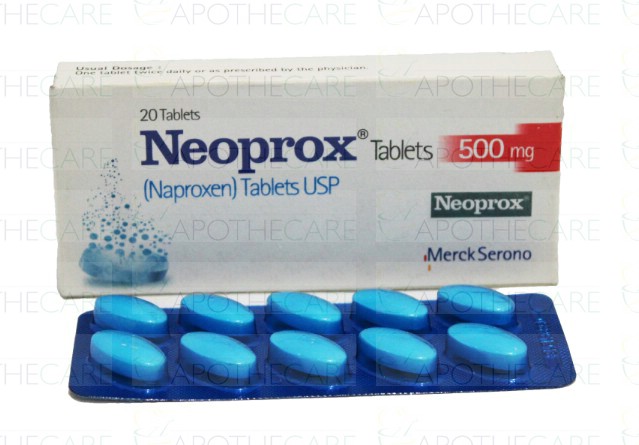 Usual Dosage :
One tablet twice daily or as prescribed by the physician.
20 Tablets
Neoprox® Tablets 500 mg
(Naproxen) Tablets USP
Neoprox®
Merck Serono
APOTHECARE